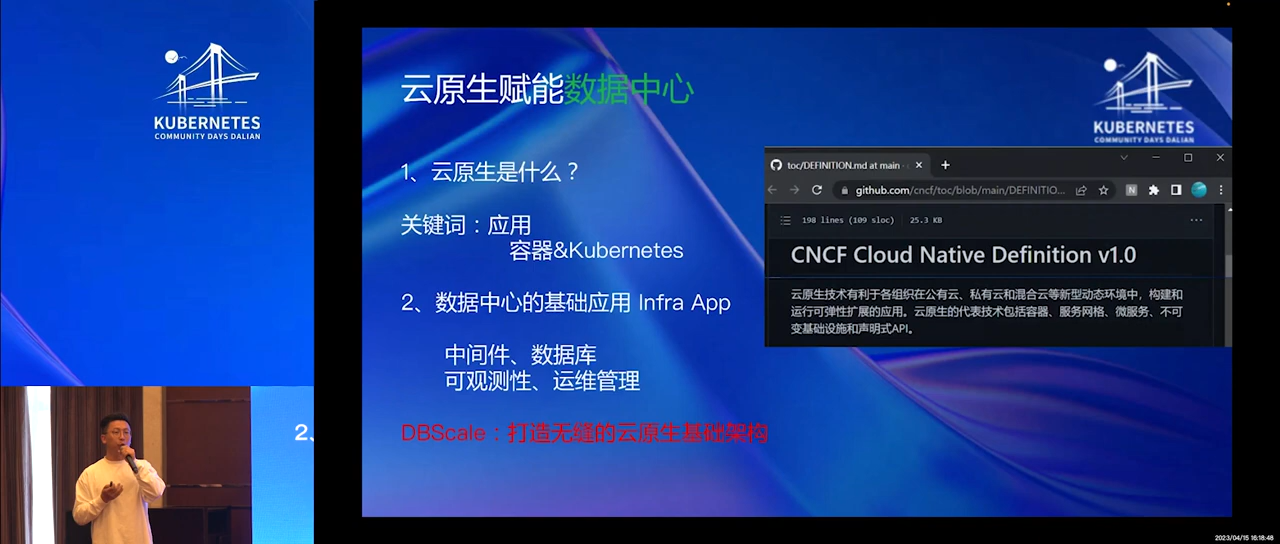 KUBERNETES
COMMUNITY DAYS DALIAN
2、
云原生赋能数据中心
1、云原生是什么？
关键词：应用
容器&Kubernetes
2、数据中心的基础应用 Infra App
中间件、数据库
可观测性、运维管理
DBScale：打造无缝的云原生基础架构
KUBERNETES
COMMUNITY DAYS DALIAN
toc/DEFINITION.md at main ·
github.com/cncf/toc/blob/main/DEFINITIO...
198 lines (109 sloc) 25.3 KB
CNCF Cloud Native Definition v1.0
云原生技术有利于各组织在公有云、私有云和混合云等新型动态环境中，构建和
运行可弹性扩展的应用。云原生的代表技术包括容器、服务网格、微服务、不可
变基础设施和声明式API。
2023/04/15 16:18:48